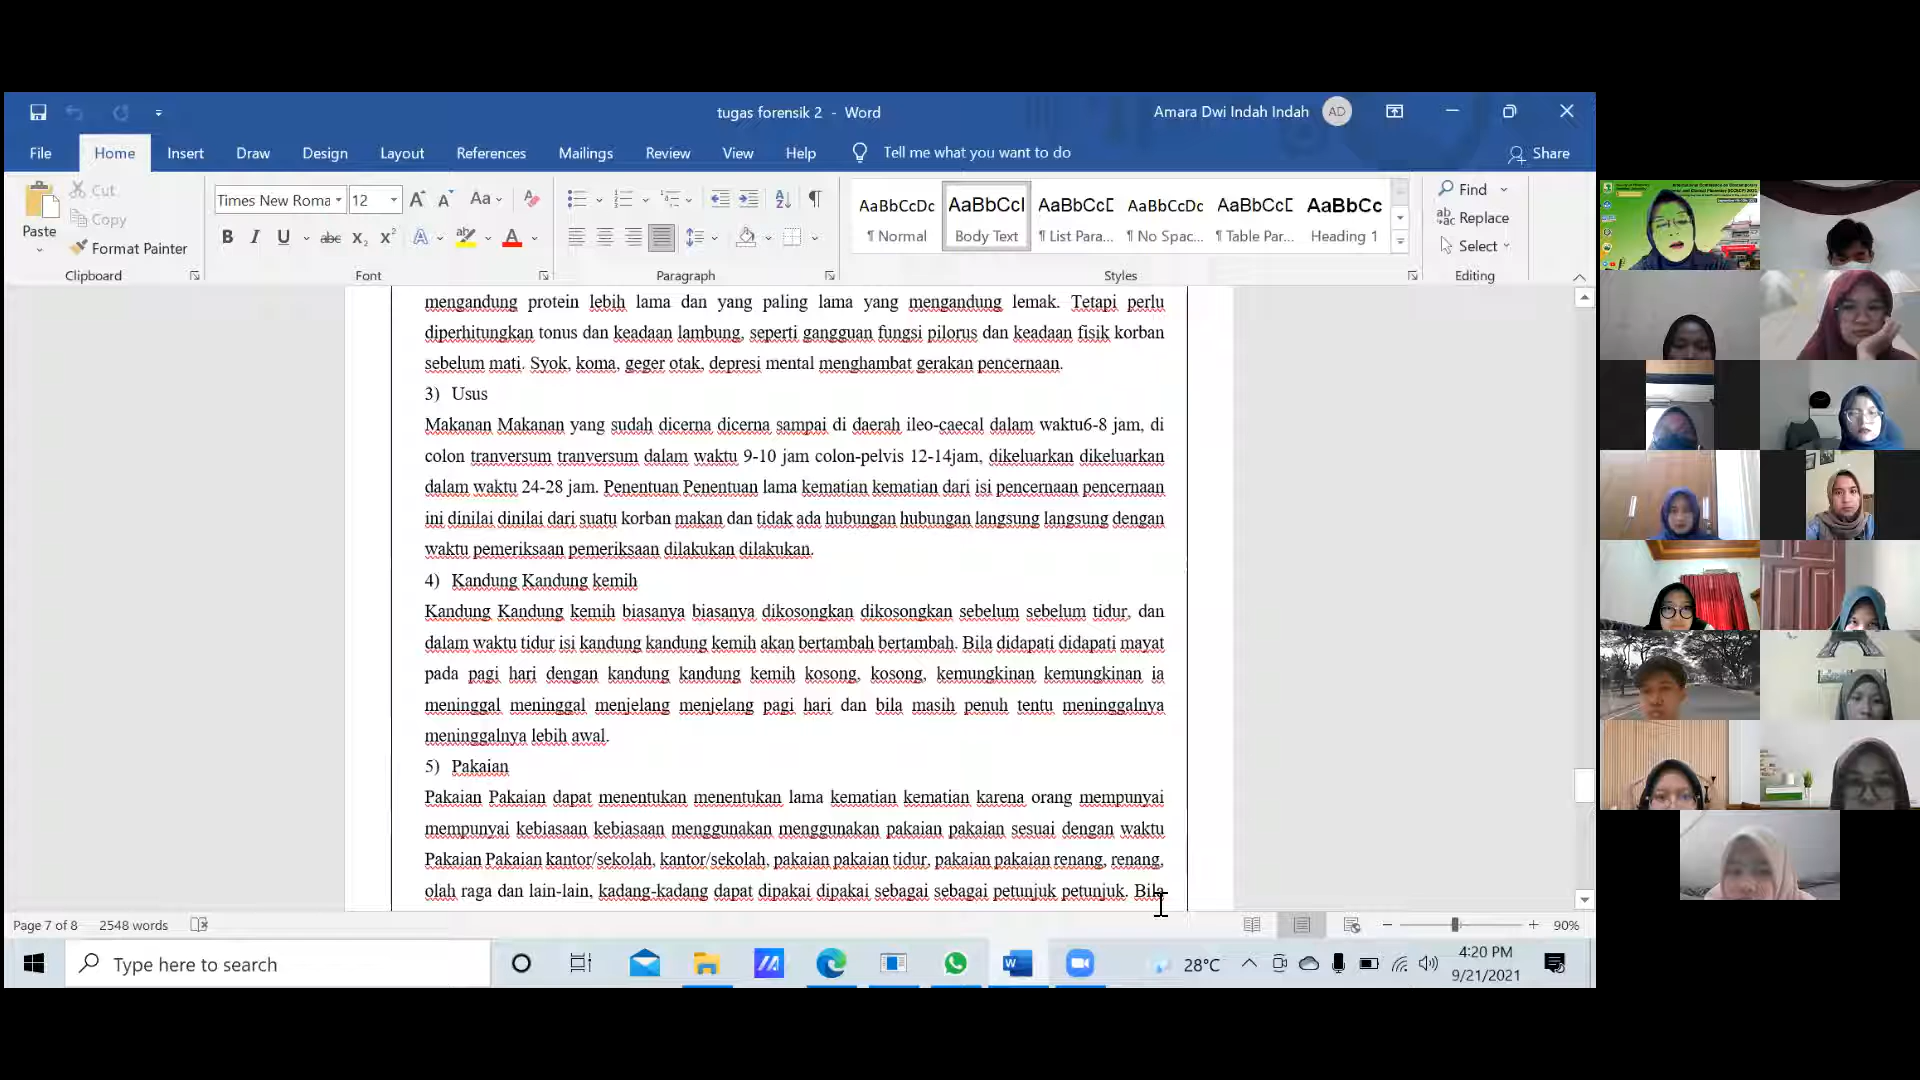 tugas forensik 2 - Word
Amara Dwi Indah Indah
AD
File
Home
Insert
Draw
Design
Layout
References
Mailings
Review
View
Help
Tell me what you want to do
Share
Paste
Cut
Copy
Format Painter
Clipboard
Times New Roma
12
Font
Paragraph
AaBbCcDc
¶ Normal
AaBbCcI
Body Text
AaBbCcD
¶ List Para...
AaBbCcDc
¶ No Spac...
AaBbCcD
¶ Table Par...
AaBbCc
Heading 1
Styles
Find
Replace
Select
Editing
mengandung protein lebih lama dan yang paling lama yang mengandung lemak. Tetapi perlu
diperhitungkan tonus dan keadaan lambung, seperti gangguan fungsi pilorus dan keadaan fisik korban
sebelum mati. Syok, koma, geger otak, depresi mental menghambat gerakan pencernaan.
3) Usus
Makanan Makanan yang sudah dicerna dicerna sampai di daerah ileo-caecal dalam waktu6-8 jam, di
colon tranversum tranversum dalam waktu 9-10 jam colon-pelvis 12-14jam, dikeluarkan dikeluarkan
dalam waktu 24-28 jam. Penentuan Penentuan lama kematian kematian dari isi pencernaan pencernaan
ini dinilai dinilai dari suatu korban makan dan tidak ada hubungan hubungan langsung langsung dengan
waktu pemeriksaan pemeriksaan dilakukan dilakukan.
4) Kandung Kandung kemih
Kandung Kandung kemih biasanya biasanya dikosongkan dikosongkan sebelum sebelum tidur, dan
dalam waktu tidur isi kandung kandung kemih akan bertambah bertambah. Bila didapati didapati mayat
pada pagi hari dengan kandung kandung kemih kosong, kosong, kemungkinan kemungkinan ia
meninggal meninggal menjelang menjelang pagi hari dan bila masih penuh tentu meninggalnya
meninggalnya lebih awal.
5) Pakaian
Pakaian Pakaian dapat menentukan menentukan lama kematian kematian karena orang mempunyai
mempunyai kebiasaan kebiasaan menggunakan menggunakan pakaian pakaian sesuai dengan waktu
Pakaian Pakaian kantor/sekolah, kantor/sekolah, pakaian pakaian tidur, pakaian pakaian renang, renang,
olah raga dan lain-lain, kadang-kadang dapat dipakai dipakai sebagai sebagai petunjuk petunjuk. Bila
Page 7 of 8
2548 words
90%
Type here to search
28°C
4:20 PM
9/21/2021